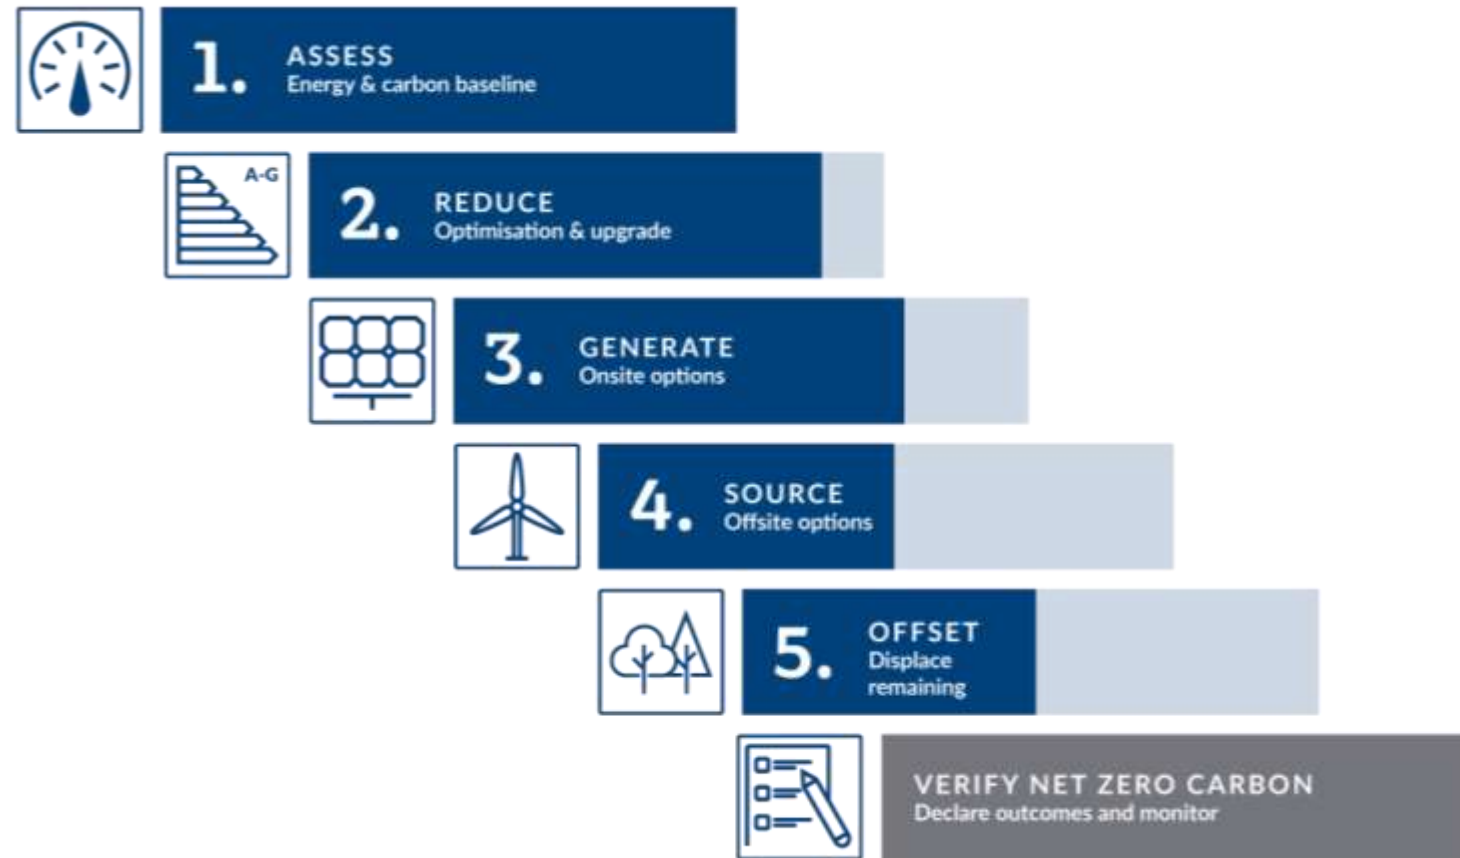 1.
ASSESS
Energy & carbon baseline
A-G
2.
REDUCE
Optimisation & upgrade
3.
GENERATE
Onsite options
4.
SOURCE
Offsite options
5.
OFFSET
Displace
remaining
VERIFY NET ZERO CARBON
Declare outcomes and monitor